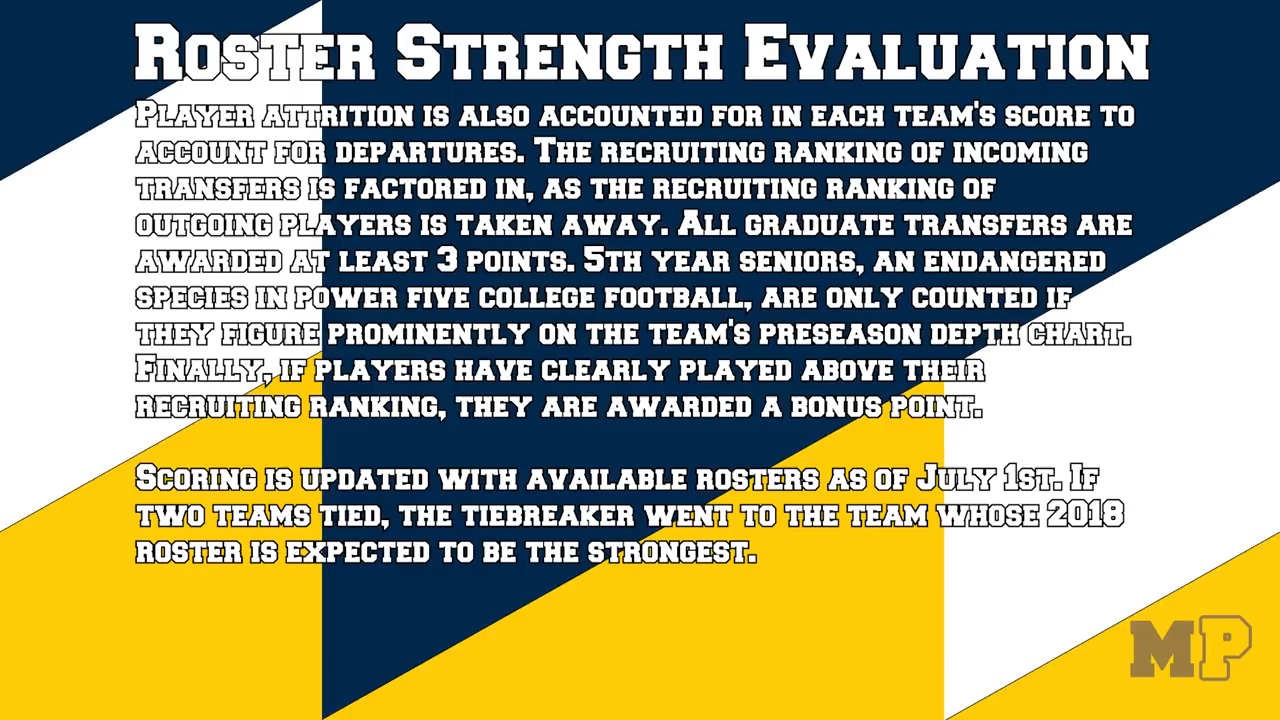 Roster Strength Evaluation
Player attrition is also accounted for in each team's score to
account for departures. The recruiting ranking of incoming
transfers is factored in, as the recruiting ranking of
outgoing players is taken away. All graduate transfers are
awarded at least 3 points. 5th year seniors, an endangered
species in power five college football, are only counted if
they figure prominently on the team's preseason depth chart.
Finally, if players have clearly played above their
recruiting ranking, they are awarded a bonus point.
Scoring is updated with available rosters as of July 1st. If
two teams tied, the tiebreaker went to the team whose 2018
roster is expected to be the strongest.
MP